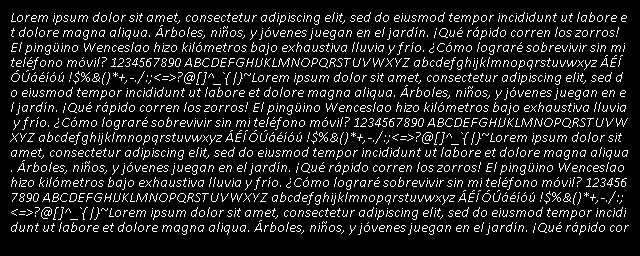 Lorem ipsum dolor sit amet, consectetur adipiscing elit, sed do eiusmod tempor incididunt ut labore e
t dolore magna aliqua. Árboles, niños, y jóvenes juegan en el jardín. ¡Qué rápido corren los zorros!
El pingüino Wenceslao hizo kilómetros bajo exhaustiva lluvia y frío. ¿Cómo lograré sobrevivir sin mi
teléfono móvil? 1234567890 ABCDEFGHIJKLMNOPQRSTUVWXYZ abcdefghijklmnopqrstuvwxyz ÁÉÍ
ÓÚáéíóú !$%&()*+,-./:;<=>?@[]^_`{|}~Lorem ipsum dolor sit amet, consectetur adipiscing elit, sed d
o eiusmod tempor incididunt ut labore et dolore magna aliqua. Árboles, niños, y jóvenes juegan en e
l jardín. ¡Qué rápido corren los zorros! El pingüino Wenceslao hizo kilómetros bajo exhaustiva lluvia
y frío. ¿Cómo lograré sobrevivir sin mi teléfono móvil? 1234567890 ABCDEFGHIJKLMNOPQRSTUVW
XYZ abcdefghijklmnopqrstuvwxyz ÁÉÍÓÚáéíóú !$%&()*+,-./:;<=>?@[]^_`{|}~Lorem ipsum dolor sit
amet, consectetur adipiscing elit, sed do eiusmod tempor incididunt ut labore et dolore magna aliqua
. Árboles, niños, y jóvenes juegan en el jardín. ¡Qué rápido corren los zorros! El pingüino Wenceslao
hizo kilómetros bajo exhaustiva lluvia y frío. ¿Cómo lograré sobrevivir sin mi teléfono móvil? 123456
7890 ABCDEFGHIJKLMNOPQRSTUVWXYZ abcdefghijklmnopqrstuvwxyz ÁÉÍÓÚáéíóú !$%&()*+,-./:;
<=>?@[]^_`{|}~Lorem ipsum dolor sit amet, consectetur adipiscing elit, sed do eiusmod tempor incidi
dunt ut labore et dolore magna aliqua. Árboles, niños, y jóvenes juegan en el jardín. ¡Qué rápido cor